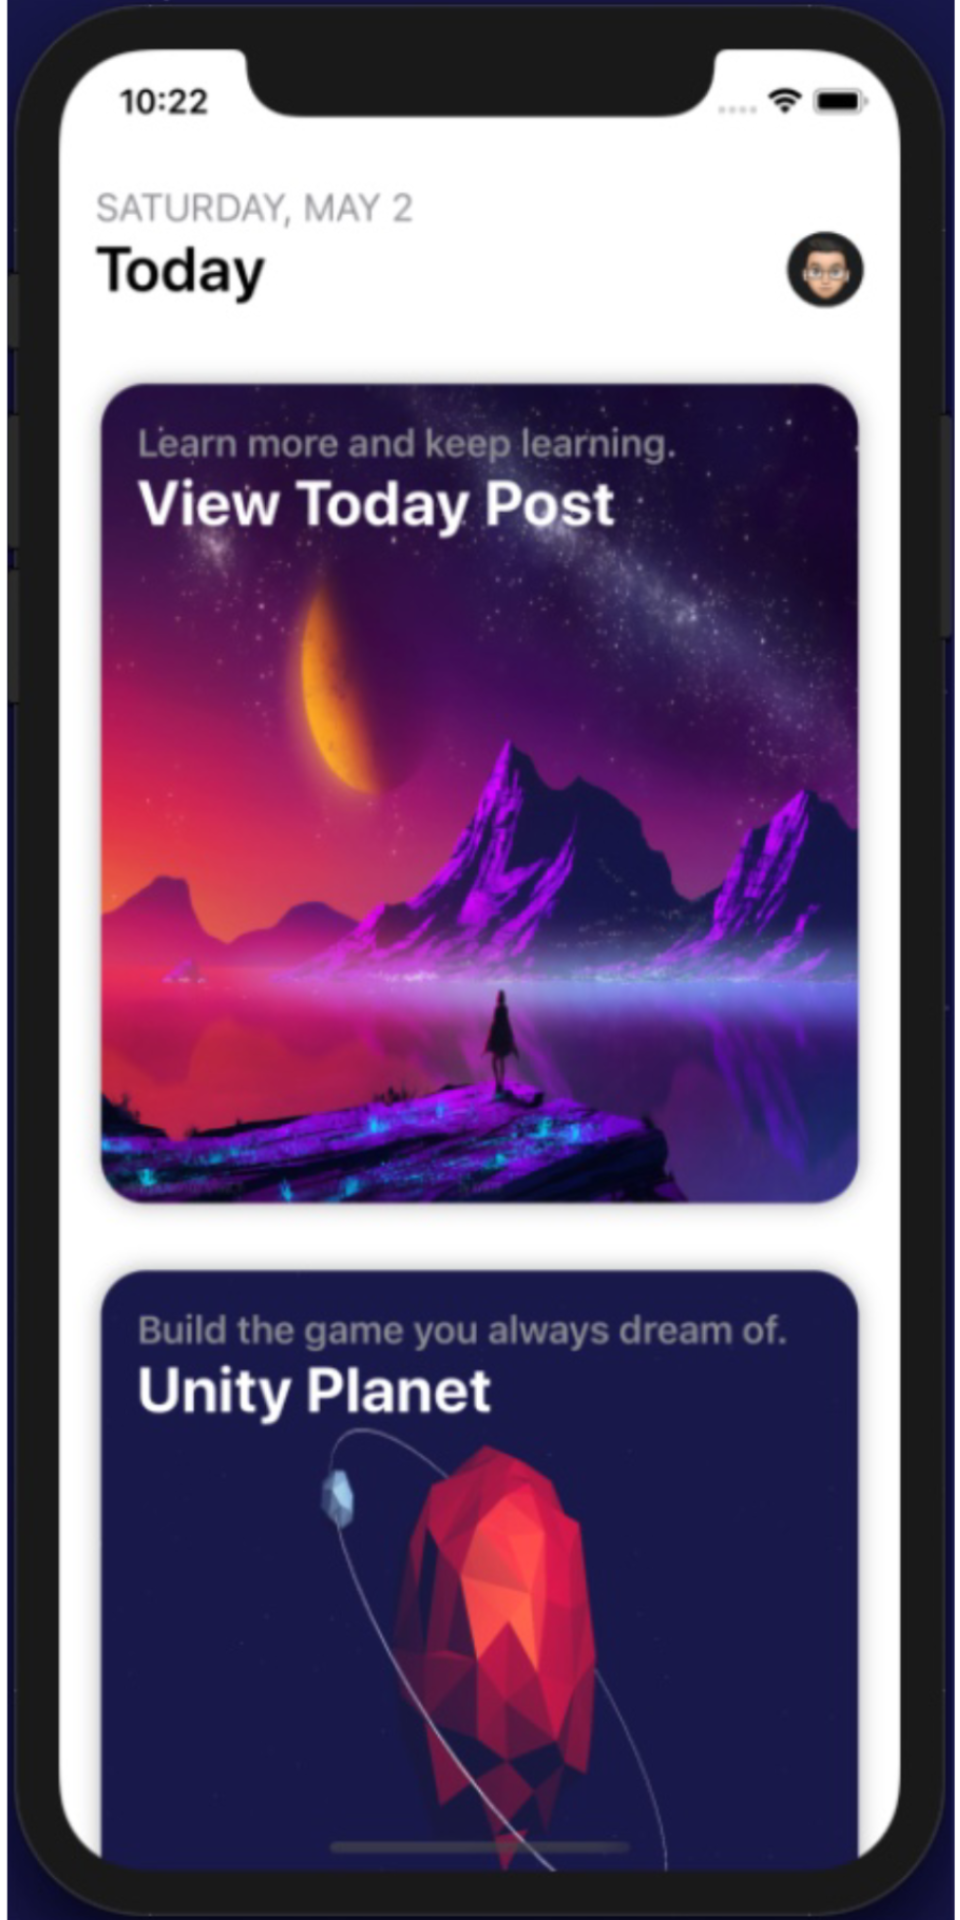 10:22
SATURDAY, MAY 2
Today
Learn more and keep learning.
View Today Post
Build the game you always dream of.
Unity Planet